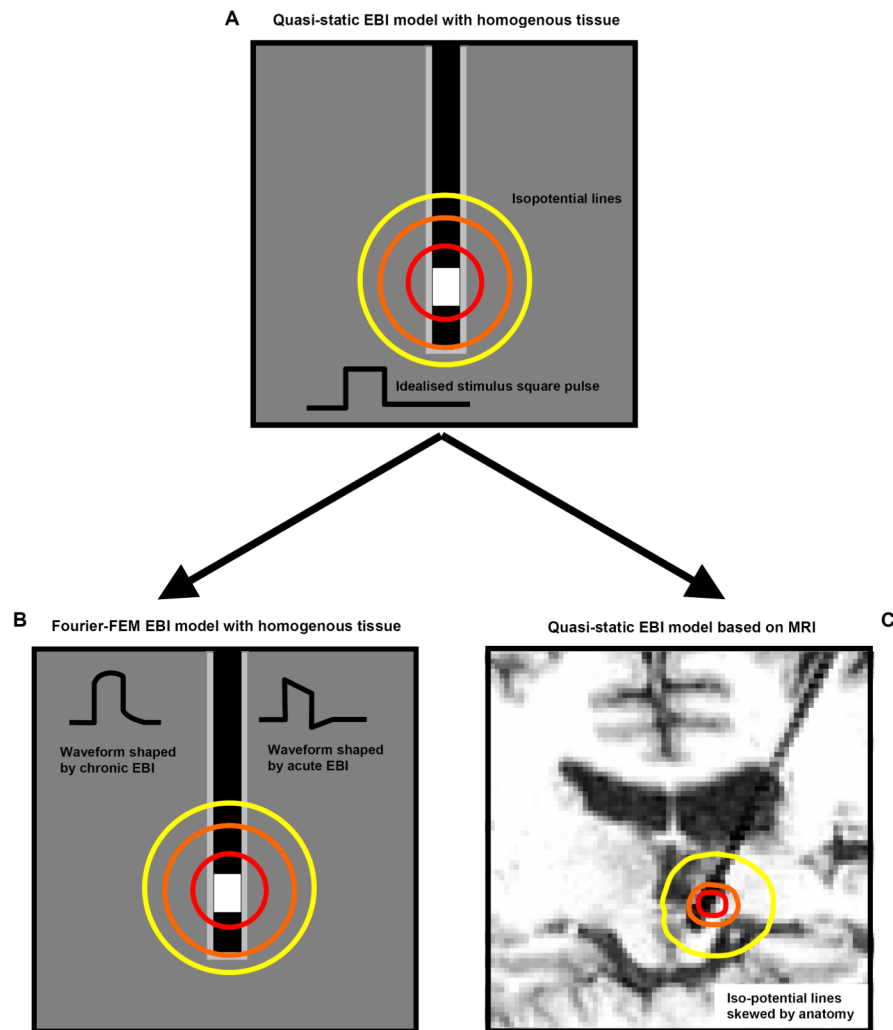 A Quasi-static EBI model with homogenous tissue
Isopotential lines
Idealised stimulus square pulse
B Fourier-FEM EBI model with homogenous tissue
Waveform shaped
by chronic EBI
Waveform shaped
by acute EBI
Quasi-static EBI model based on MRI C
Iso-potential lines
skewed by anatomy